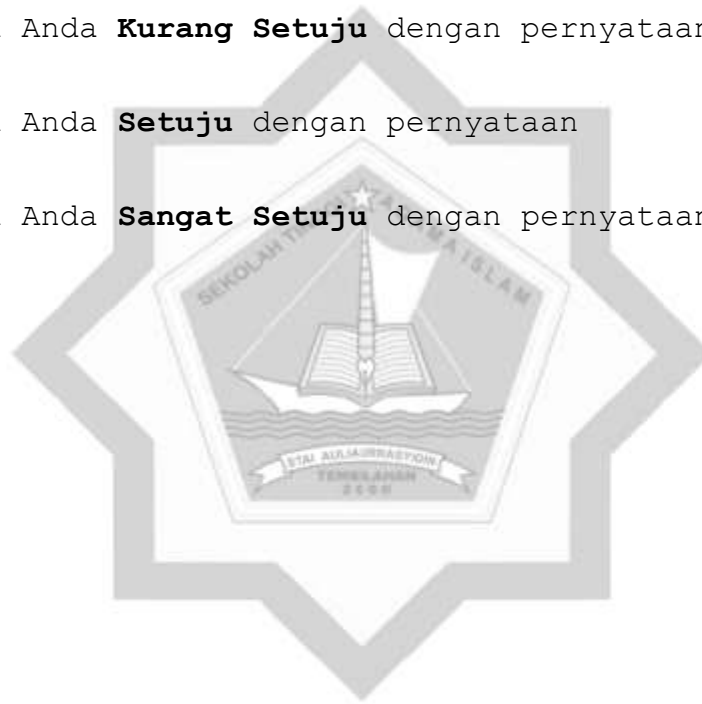 Anda Kurang Setuju dengan pernyataan
Anda Setuju dengan pernyataan
Anda Sangat Setuju dengan pernyataan
SEKOLAH TINGGI AGAMA ISLAM
STAI AULIAURRASYIDIN
TEMBILAHAN